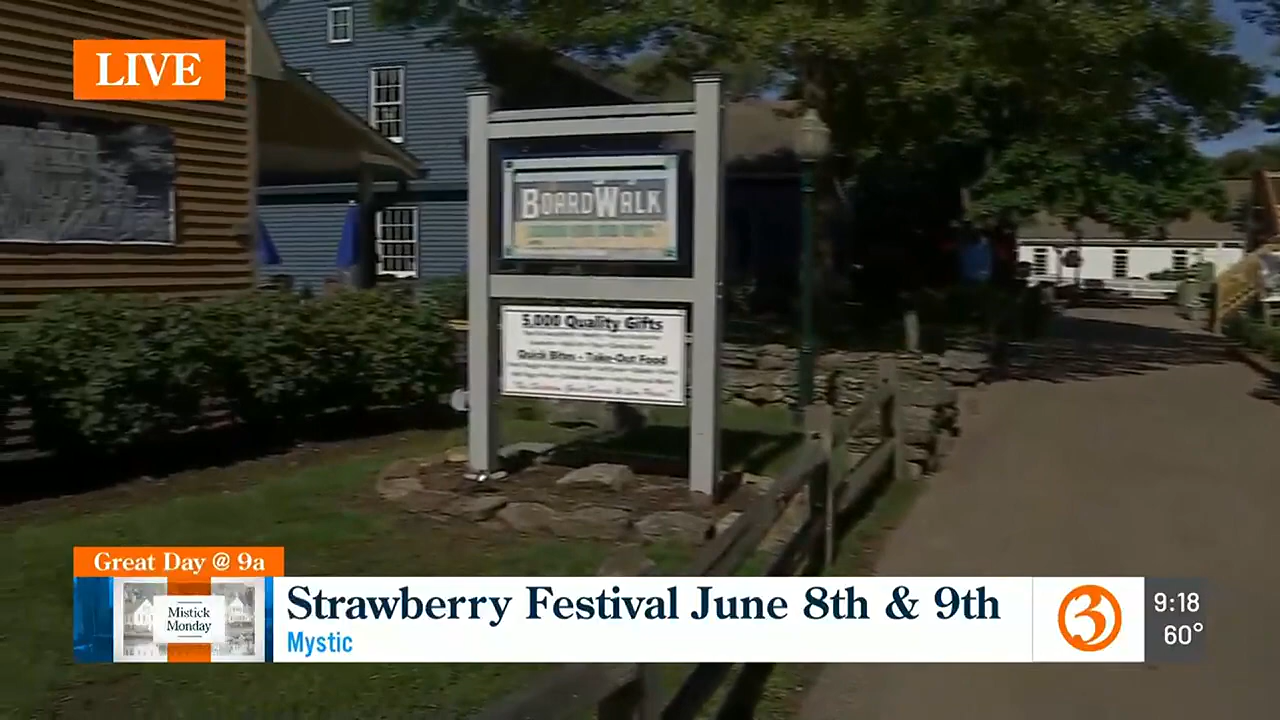 LIVE
BOARDWALK
5,000 Quality Gifts
Quick Bites - Take-Out Food
Great Day @ 9a
Mistick
Monday
Strawberry Festival June 8th & 9th
Mystic
3
9:18
60°